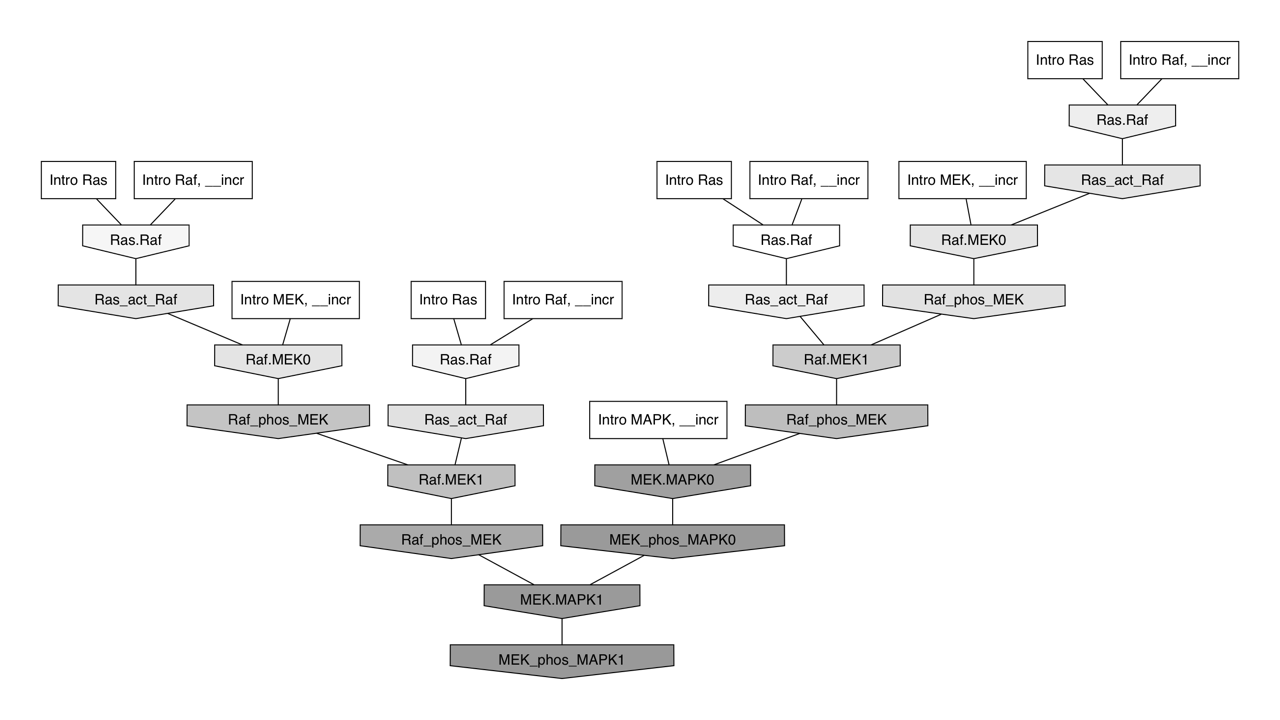 Intro Ras
Intro Raf, __incr
Ras.Raf
Intro Ras
Intro Raf, __incr
Intro Ras
Intro Raf, __incr
Intro MEK, __incr
Ras_act_Raf
Ras.Raf
Ras.Raf
Raf.MEK0
Ras_act_Raf
Intro MEK, __incr
Intro Ras
Intro Raf, __incr
Ras_act_Raf
Raf_phos_MEK
Raf.MEK0
Ras.Raf
Raf.MEK1
Raf_phos_MEK
Ras_act_Raf
Intro MAPK, __incr
Raf_phos_MEK
Raf.MEK1
MEK.MAPK0
Raf_phos_MEK
MEK_phos_MAPK0
MEK.MAPK1
MEK_phos_MAPK1